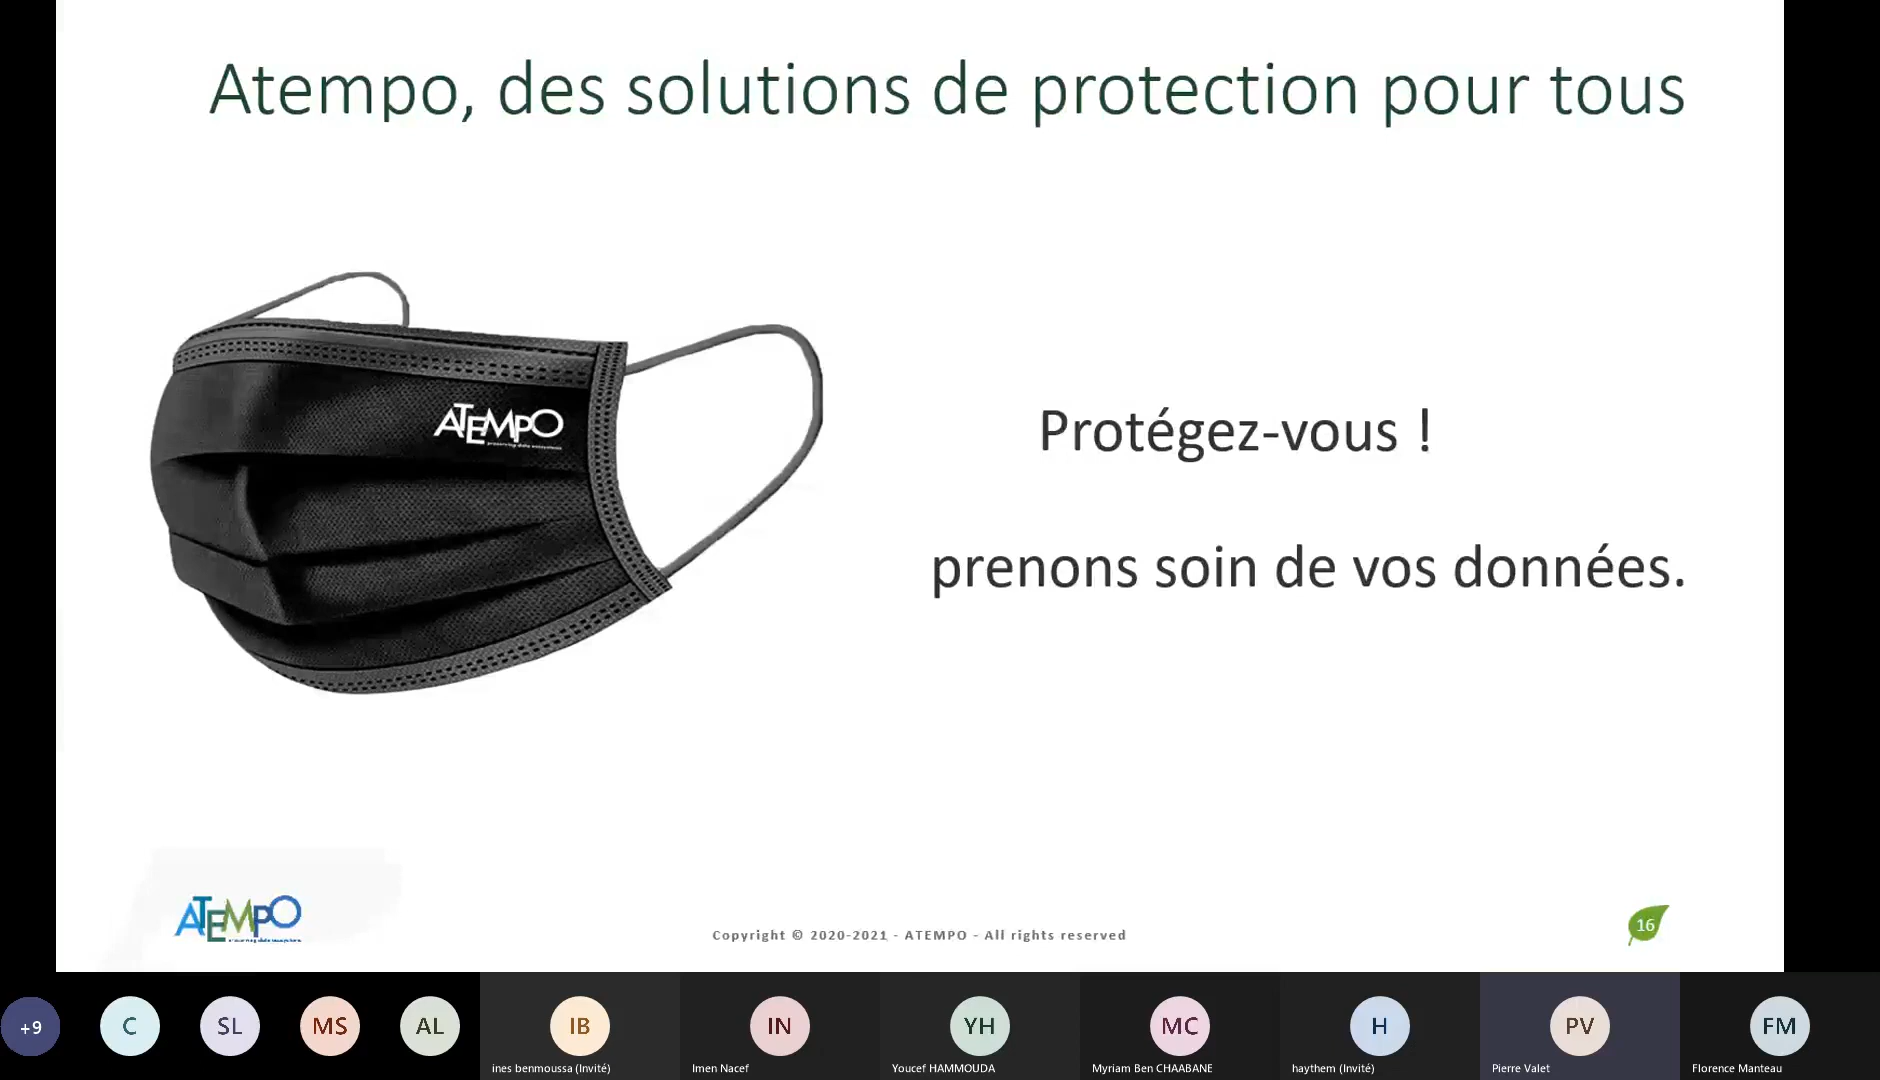 Atempo, des solutions de protection pour tous
ATEMPO
Protégez-vous !
prenons soin de vos données.
ATEMPO
Copyright © 2020-2021 - ATEMPO - All rights reserved
16
+9
C
SL
MS
AL
IB
IN
YH
MC
H
PV
FM
ines benmoussa (Invité)
Imen Nacef
Youcef HAMMOUDA
Myriam Ben CHAABANE
haythem (Invité)
Pierre Valet
Florence Manteau